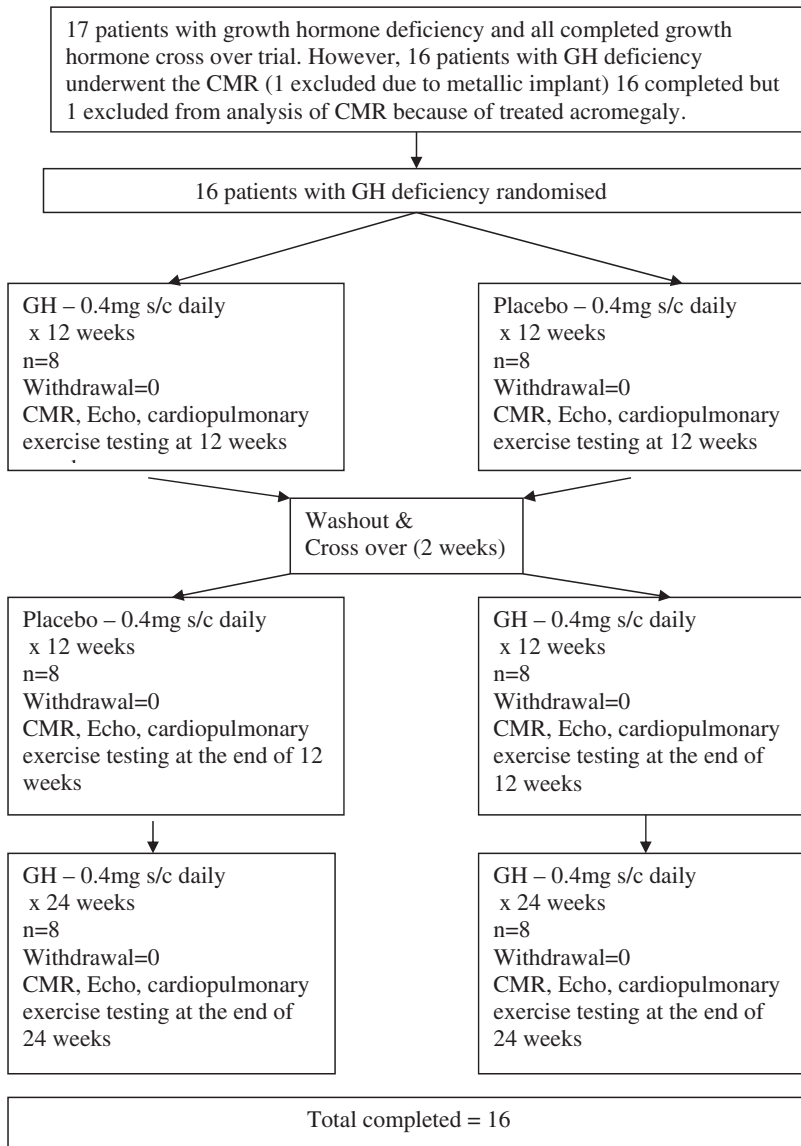 17 patients with growth hormone deficiency and all completed growth
hormone cross over trial. However, 16 patients with GH deficiency
underwent the CMR (1 excluded due to metallic implant) 16 completed but
1 excluded from analysis of CMR because of treated acromegaly.
16 patients with GH deficiency randomised
GH – 0.4mg s/c daily
x 12 weeks
n=8
Withdrawal=0
CMR, Echo, cardiopulmonary
exercise testing at 12 weeks
Placebo – 0.4mg s/c daily
x 12 weeks
n=8
Withdrawal=0
CMR, Echo, cardiopulmonary
exercise testing at 12 weeks
Washout &
Cross over (2 weeks)
Placebo – 0.4mg s/c daily
x 12 weeks
n=8
Withdrawal=0
CMR, Echo, cardiopulmonary
exercise testing at the end of 12
weeks
GH – 0.4mg s/c daily
x 12 weeks
n=8
Withdrawal=0
CMR, Echo, cardiopulmonary
exercise testing at the end of
12 weeks
GH – 0.4mg s/c daily
x 24 weeks
n=8
Withdrawal=0
CMR, Echo, cardiopulmonary
exercise testing at the end of
24 weeks
GH – 0.4mg s/c daily
x 24 weeks
n=8
Withdrawal=0
CMR, Echo, cardiopulmonary
exercise testing at the end of
24 weeks
Total completed = 16